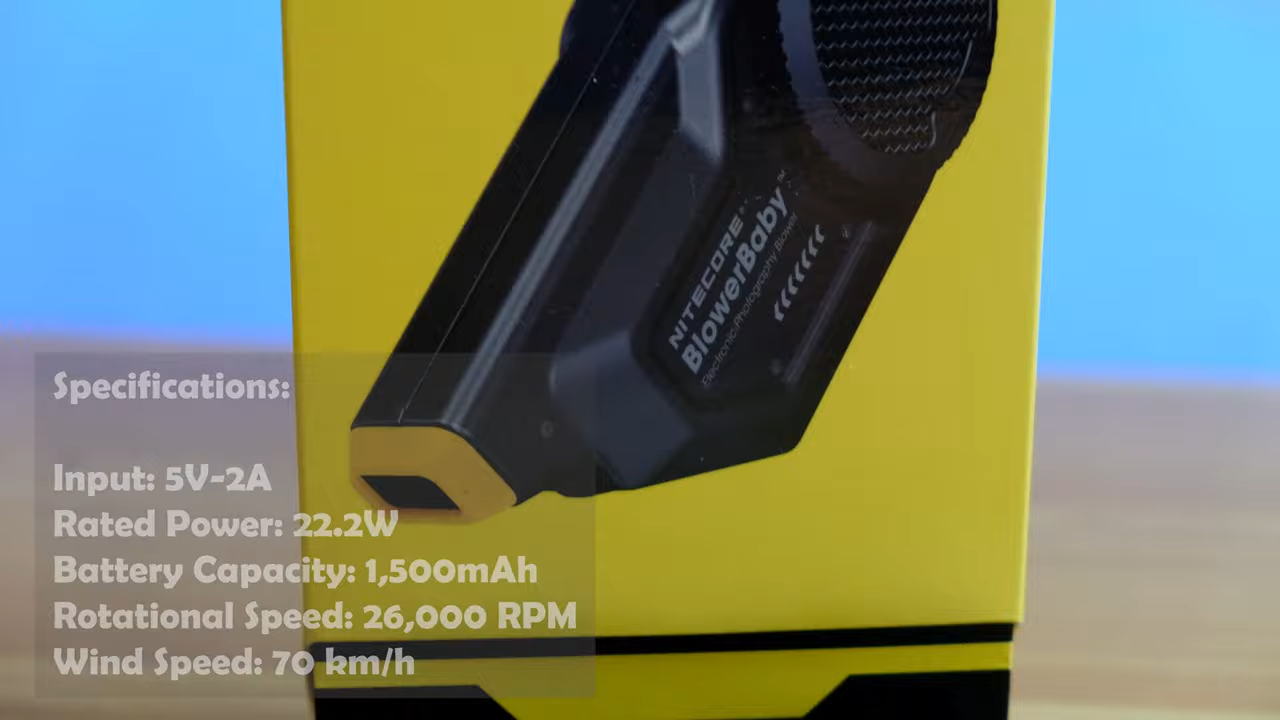 NITECORE®
BlowerBaby™
Electronic Photography Blower
Specifications:
Input: 5V-2A
Rated Power: 22.2W
Battery Capacity: 1,500mAh
Rotational Speed: 26,000 RPM
Wind Speed: 70 km/h